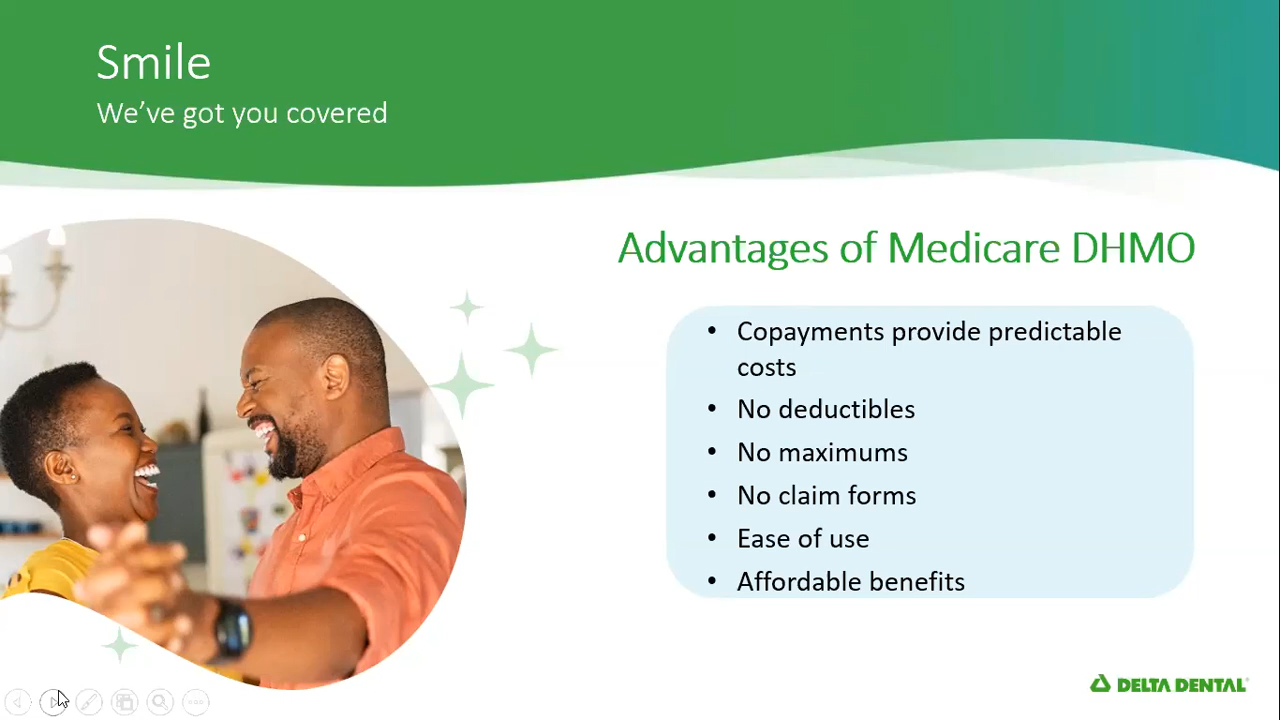 Smile
We’ve got you covered
Advantages of Medicare DHMO
• Copayments provide predictable
costs
• No deductibles
• No maximums
• No claim forms
• Ease of use
• Affordable benefits
DELTA DENTAL®